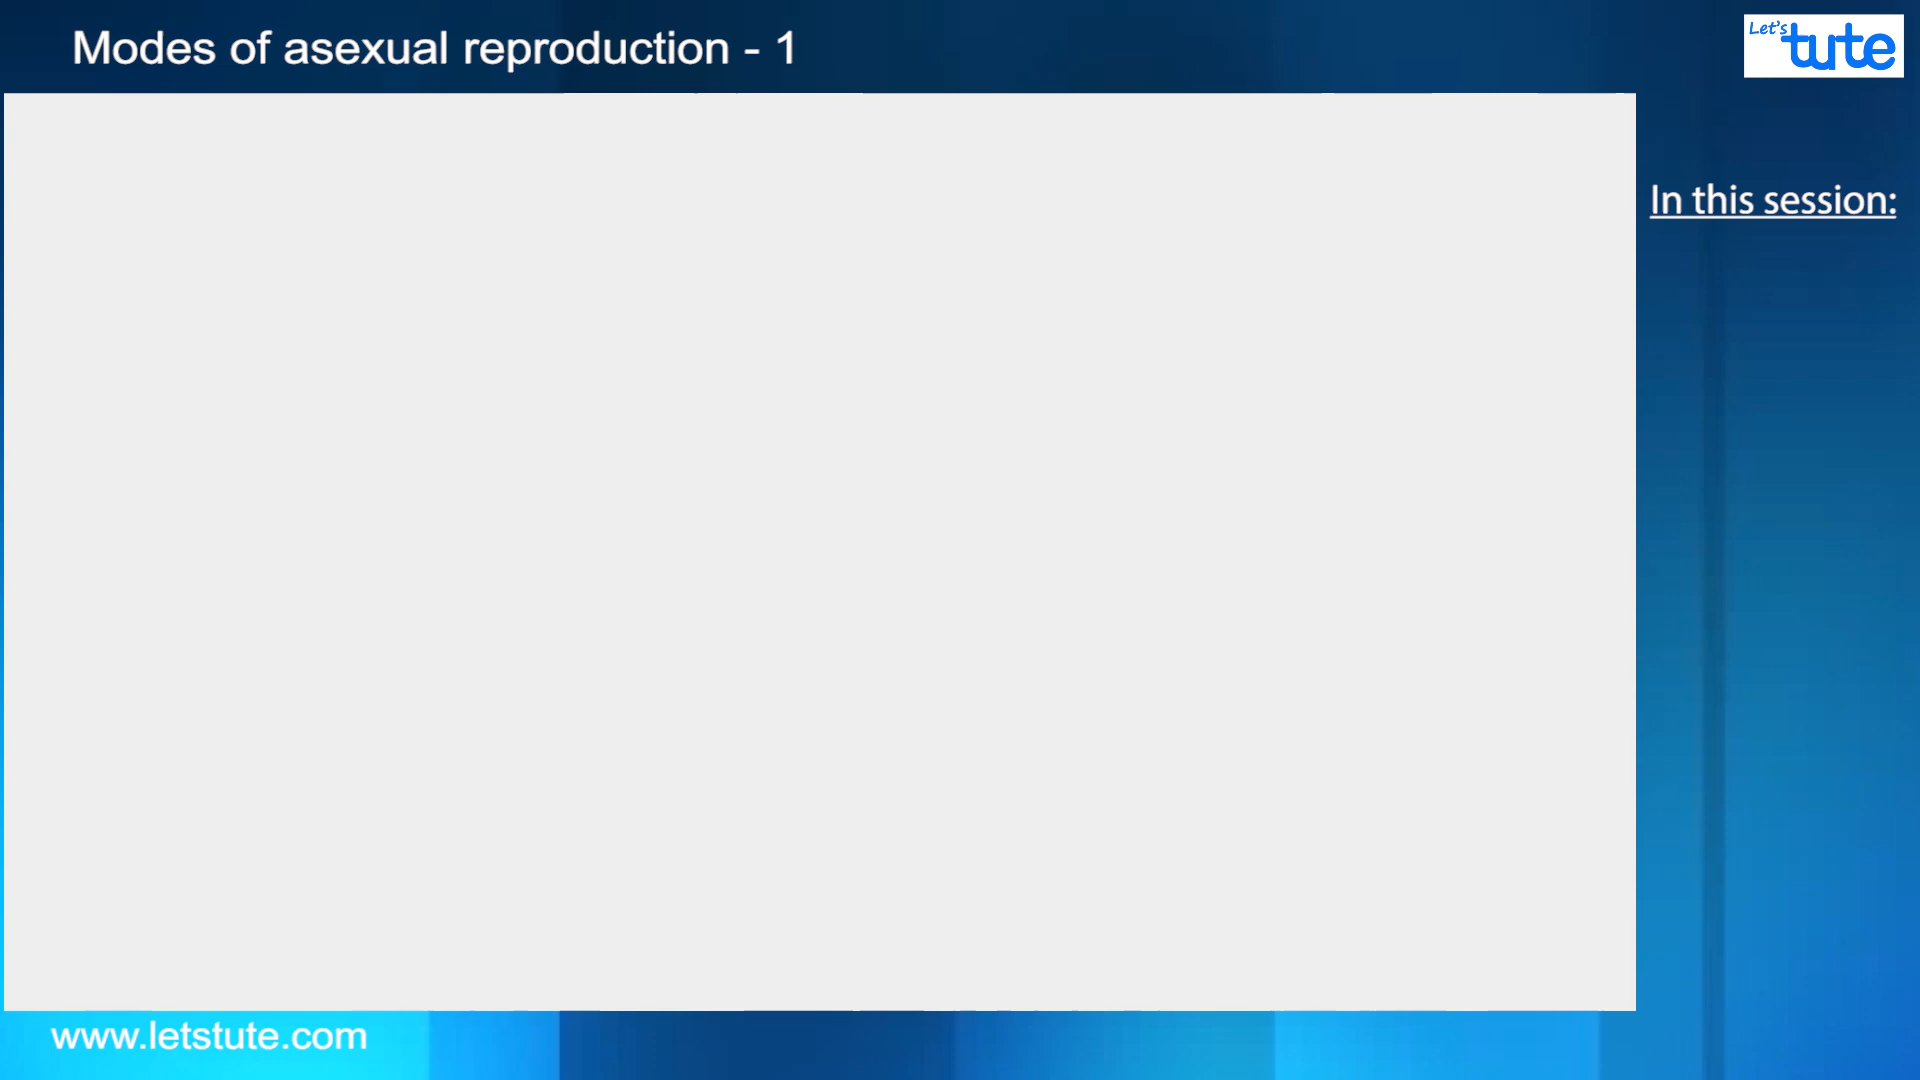 Modes of asexual reproduction - 1
Let's tute
In this session:
www.letstute.com